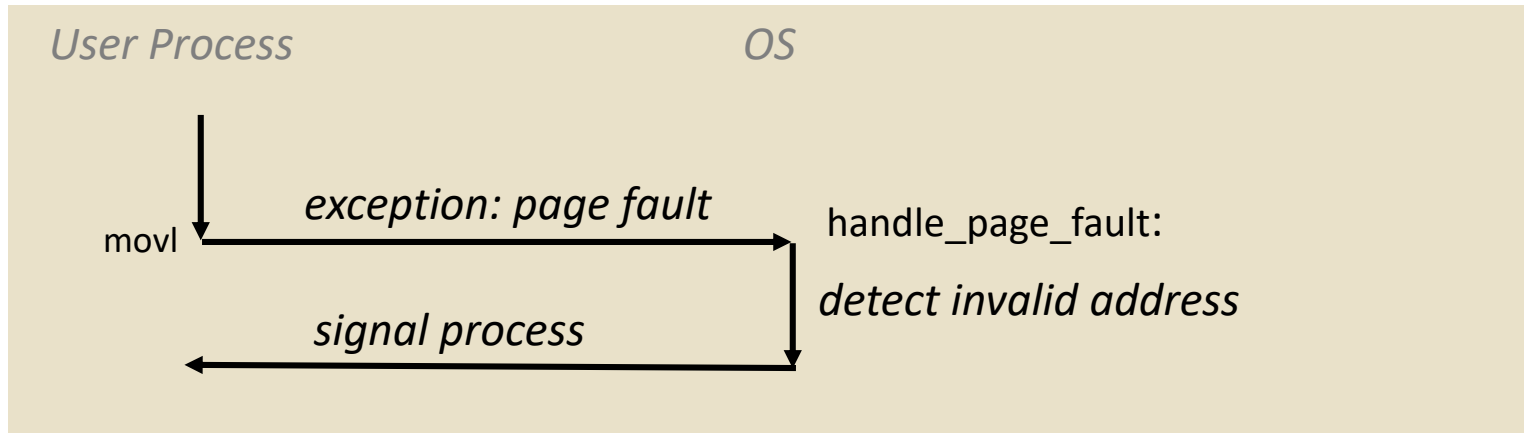 User Process
OS
exception: page fault
handle_page_fault:
movl
detect invalid address
signal process